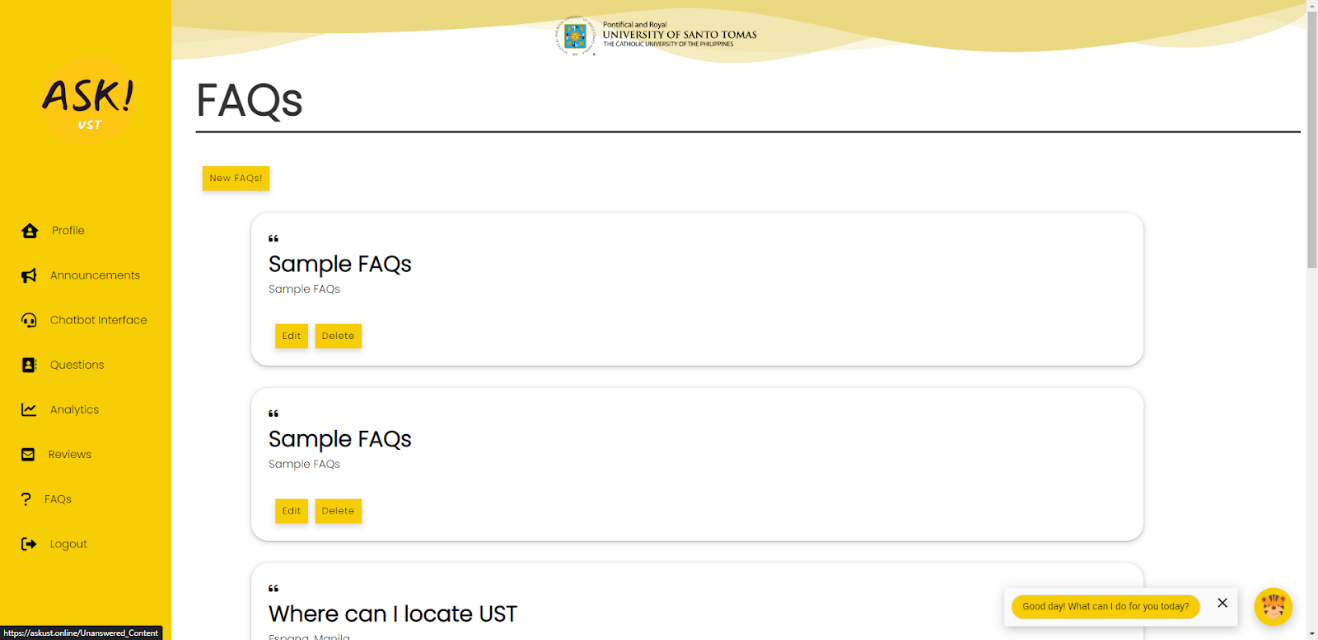 ASK!
UST
Pontifical and Royal
UNIVERSITY OF SANTO TOMAS
THE CATHOLIC UNIVERSITY OF THE PHILIPPINES
FAQs
New FAQs!
Profile
Announcements
Chatbot Interface
Questions
Analytics
Reviews
FAQs
Logout
“
Sample FAQs
Sample FAQs
Edit Delete
“
Sample FAQs
Sample FAQs
Edit Delete
“
Where can I locate UST
Espana, Manila
Good day! What can I do for you today?
https://askust.online/Unanswered_Content